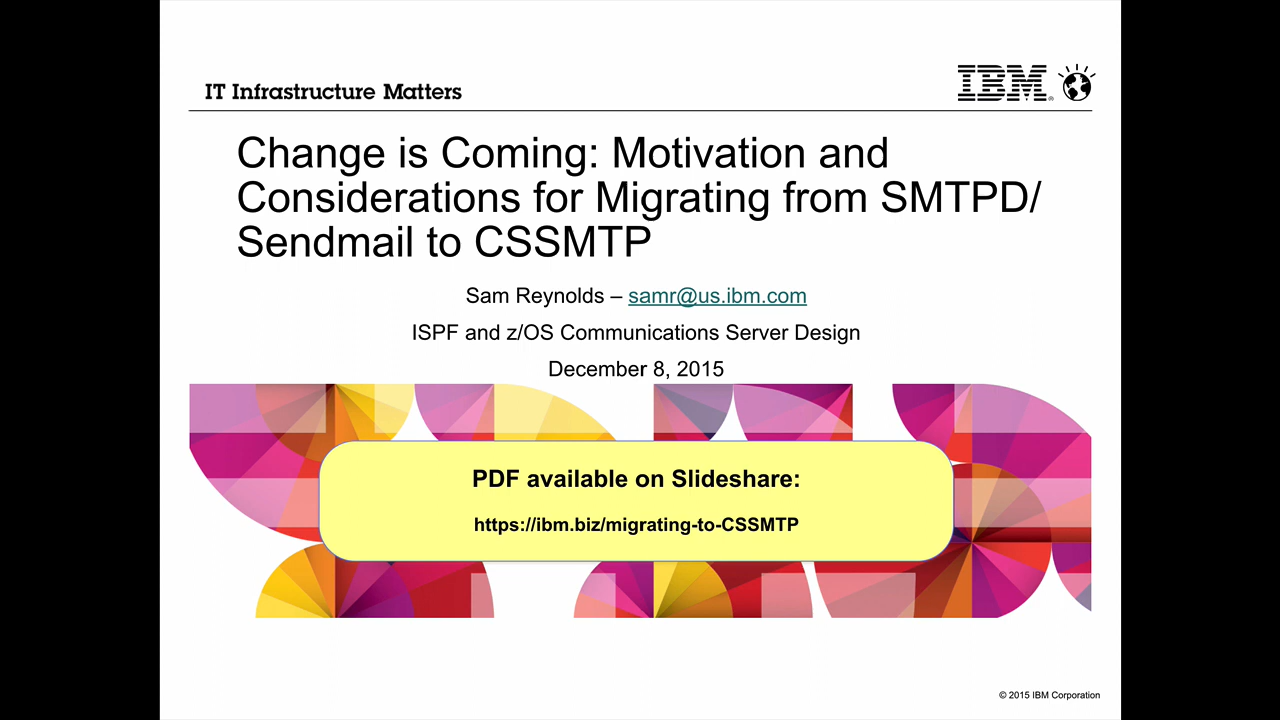 IT Infrastructure Matters
IBM®
Change is Coming: Motivation and
Considerations for Migrating from SMTPD/
Sendmail to CSSMTP
Sam Reynolds – samr@us.ibm.com
ISPF and z/OS Communications Server Design
December 8, 2015
PDF available on Slideshare:
https://ibm.biz/migrating-to-CSSMTP
© 2015 IBM Corporation